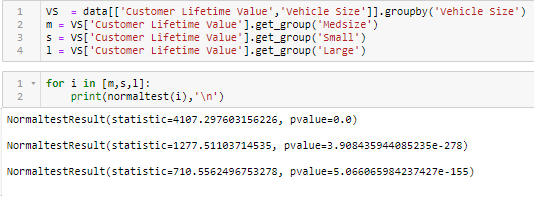 1 VS = data[['Customer Lifetime Value','Vehicle Size']].groupby('Vehicle Size')
2 m = VS['Customer Lifetime Value'].get_group('Medsize')
3 s = VS['Customer Lifetime Value'].get_group('Small')
4 l = VS['Customer Lifetime Value'].get_group('Large')
1 for i in [m,s,l]:
2 print(normaltest(i),'\n')
NormaltestResult(statistic=4107.297603156226, pvalue=0.0)
NormaltestResult(statistic=1277.51103714535, pvalue=3.908435944085235e-278)
NormaltestResult(statistic=710.5562496753278, pvalue=5.066065984237427e-155)